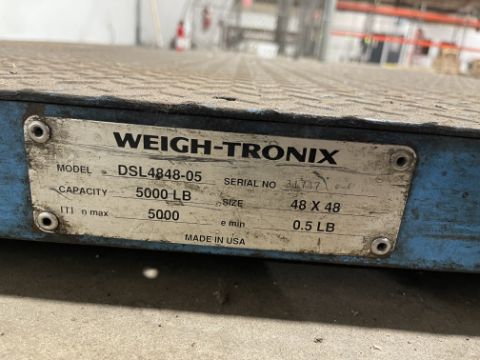 WEIGH-TRONIX
MODEL DSL4848-05 SERIAL NO
CAPACITY 5000 LB SIZE 48 X 48
III n max 5000 e min 0.5 LB
MADE IN USA